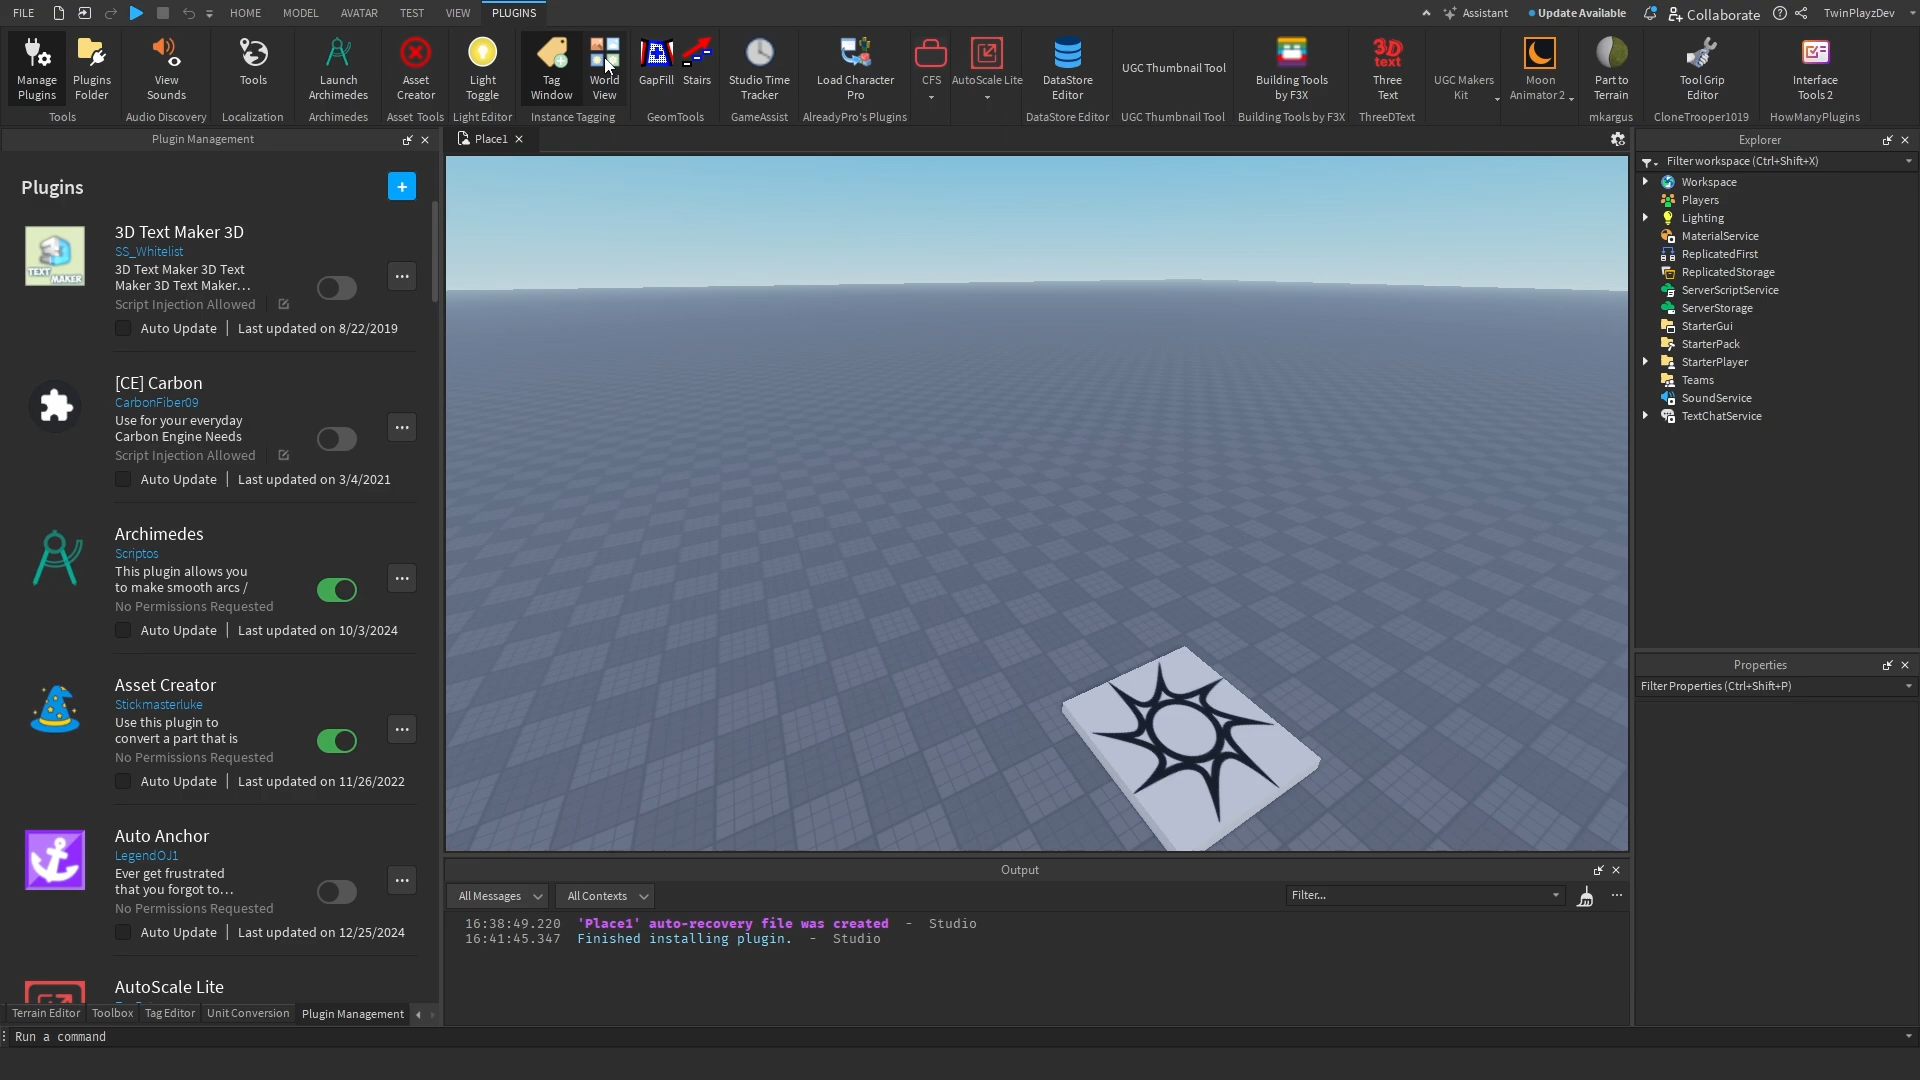 FILE HOME MODEL AVATAR TEST VIEW PLUGINS Assistant Update Available Collaborate TwinPlayzDev
Manage Plugins
Plugins Folder
Tools
View Sounds
Audio Discovery
Tools
Localization
Launch Archimedes
Archimedes
Asset Creator
Asset Tools
Light Toggle
Light Editor
Tag Window
World View
Instance Tagging
GapFill
Stairs
GeomTools
Studio Time Tracker
GameAssist
Load Character Pro
CFS
AlreadyPro's Plugins
AutoScale Lite
DataStore Editor
DataStore Editor
UGC Thumbnail Tool
UGC Thumbnail Tool
Building Tools by F3X
Building Tools by F3X
3D text
Three Text
ThreeDText
UGC Makers Kit
Moon Animator 2
Part to Terrain
mkargus
Tool Grip Editor
CloneTrooper1019
Interface Tools 2
HowManyPlugins
Plugin Management
Plugins
+
TEXT MAKER
3D Text Maker 3D
SS_Whitelist
3D Text Maker 3D Text
Maker 3D Text Maker...
Script Injection Allowed
Auto Update | Last updated on 8/22/2019
[CE] Carbon
CarbonFiber09
Use for your everyday
Carbon Engine Needs
Script Injection Allowed
Auto Update | Last updated on 3/4/2021
Archimedes
Scriptos
This plugin allows you
to make smooth arcs /
No Permissions Requested
Auto Update | Last updated on 10/3/2024
Asset Creator
Stickmasterluke
Use this plugin to
convert a part that is
No Permissions Requested
Auto Update | Last updated on 11/26/2022
Auto Anchor
LegendOJ1
Ever get frustrated
that you forgot to...
No Permissions Requested
Auto Update | Last updated on 12/25/2024
AutoScale Lite
Terrain Editor Toolbox Tag Editor Unit Conversion Plugin Management
Run a command
Place1
Output
All Messages All Contexts Filter...
16:38:49.220 'Place1' auto-recovery file was created - Studio
16:41:45.347 Finished installing plugin. - Studio
Explorer
Filter workspace (Ctrl+Shift+X)
Workspace
Players
Lighting
MaterialService
ReplicatedFirst
ReplicatedStorage
ServerScriptService
ServerStorage
StarterGui
StarterPack
StarterPlayer
Teams
SoundService
TextChatService
Properties
Filter Properties (Ctrl+Shift+P)